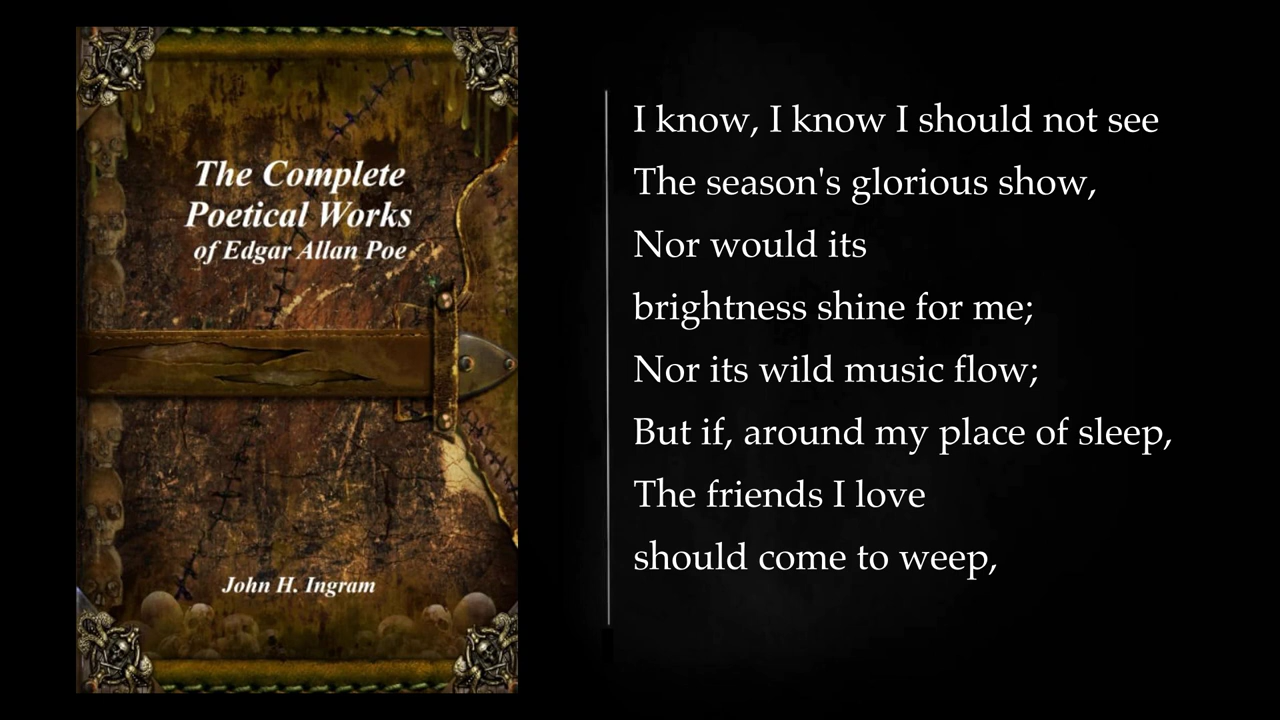 The Complete
Poetical Works
of Edgar Allan Poe
John H. Ingram
I know, I know I should not see
The season's glorious show,
Nor would its
brightness shine for me;
Nor its wild music flow;
But if, around my place of sleep,
The friends I love
should come to weep,